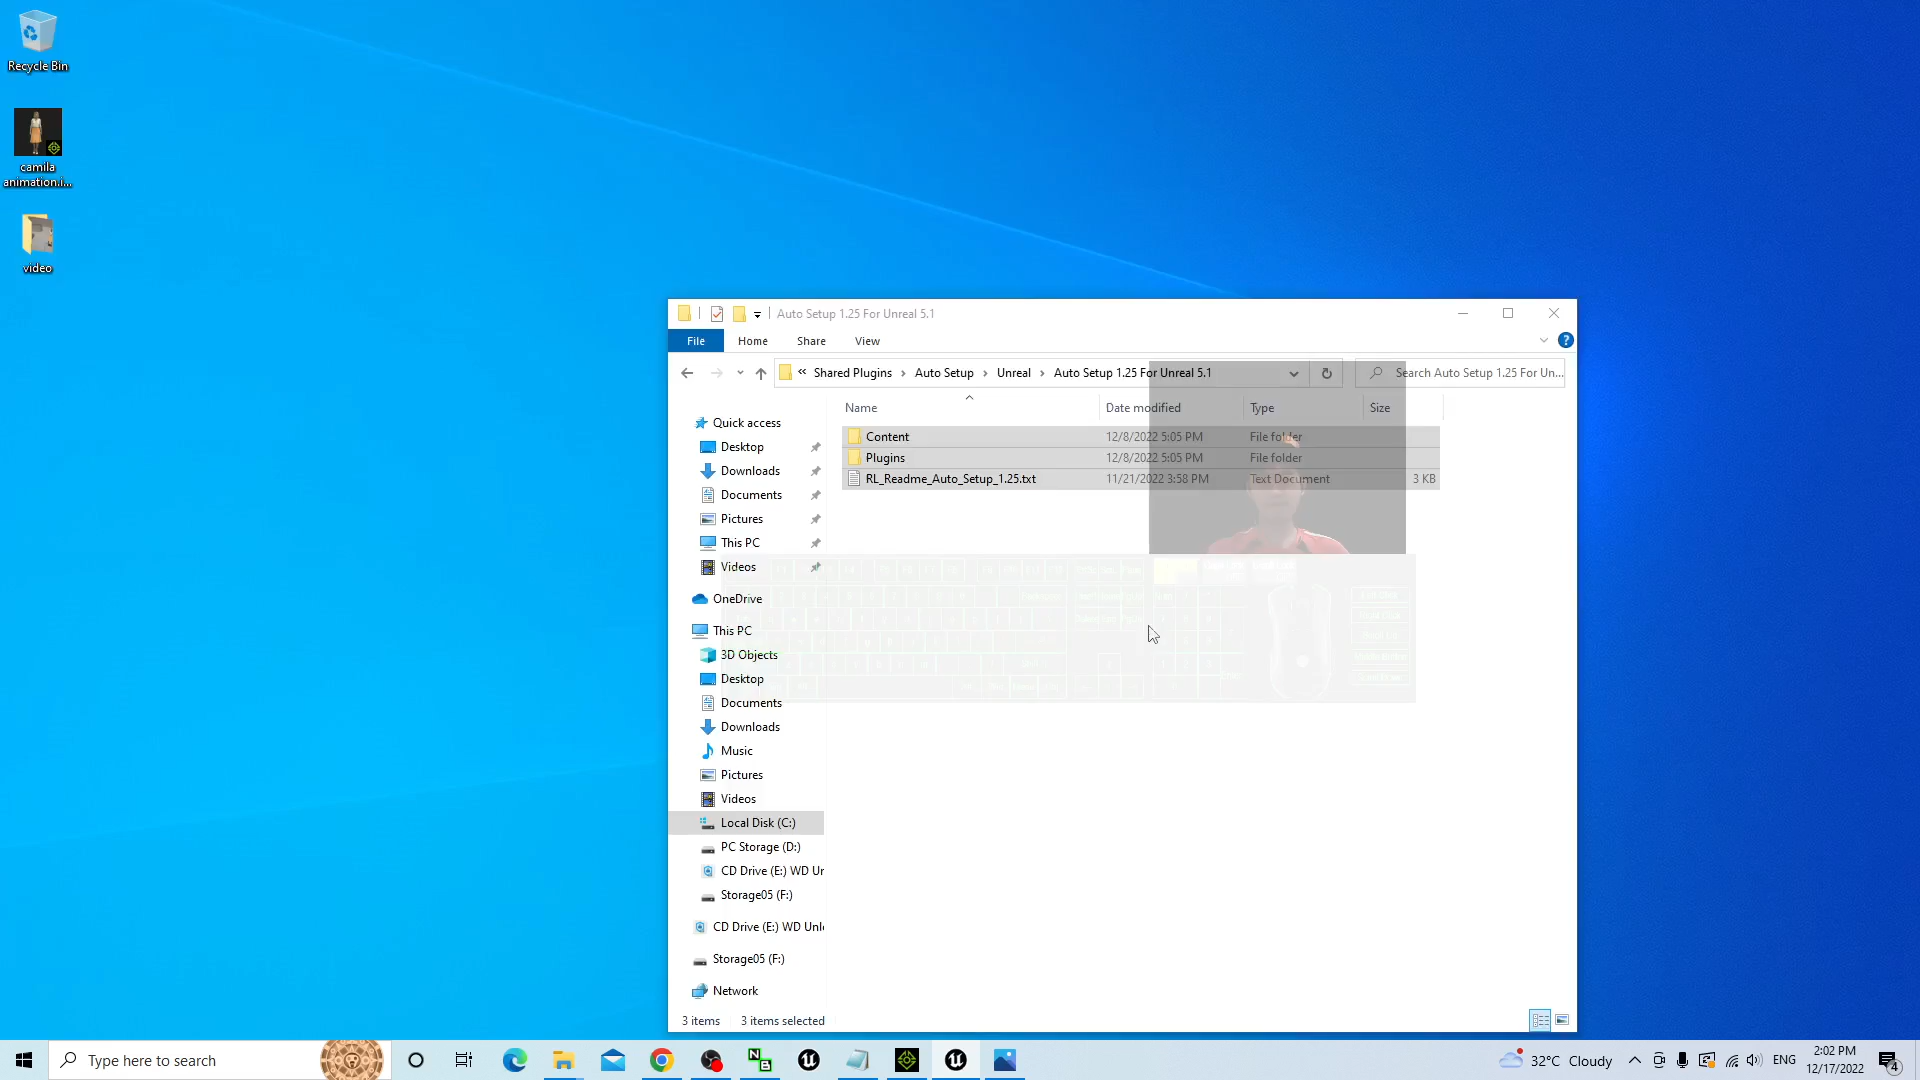 Recycle Bin
camila
animation.i...
video
Auto Setup 1.25 For Unreal 5.1
File
Home
Share
View
« Shared Plugins › Auto Setup › Unreal › Auto Setup 1.25 For Unreal 5.1
Search Auto Setup 1.25 For Un...
Name
Date modified
Type
Size
Content 12/8/2022 5:05 PM File folder
Plugins 12/8/2022 5:05 PM File folder
RL_Readme_Auto_Setup_1.25.txt 11/21/2022 3:58 PM Text Document 3 KB
Quick access
Desktop
Downloads
Documents
Pictures
This PC
Videos
OneDrive
This PC
3D Objects
Desktop
Documents
Downloads
Music
Pictures
Videos
Local Disk (C:)
PC Storage (D:)
CD Drive (E:) WD Un
Storage05 (F:)
CD Drive (E:) WD Unl
Storage05 (F:)
Network
3 items
3 items selected
Type here to search
32°C Cloudy
ENG
2:02 PM
12/17/2022
4